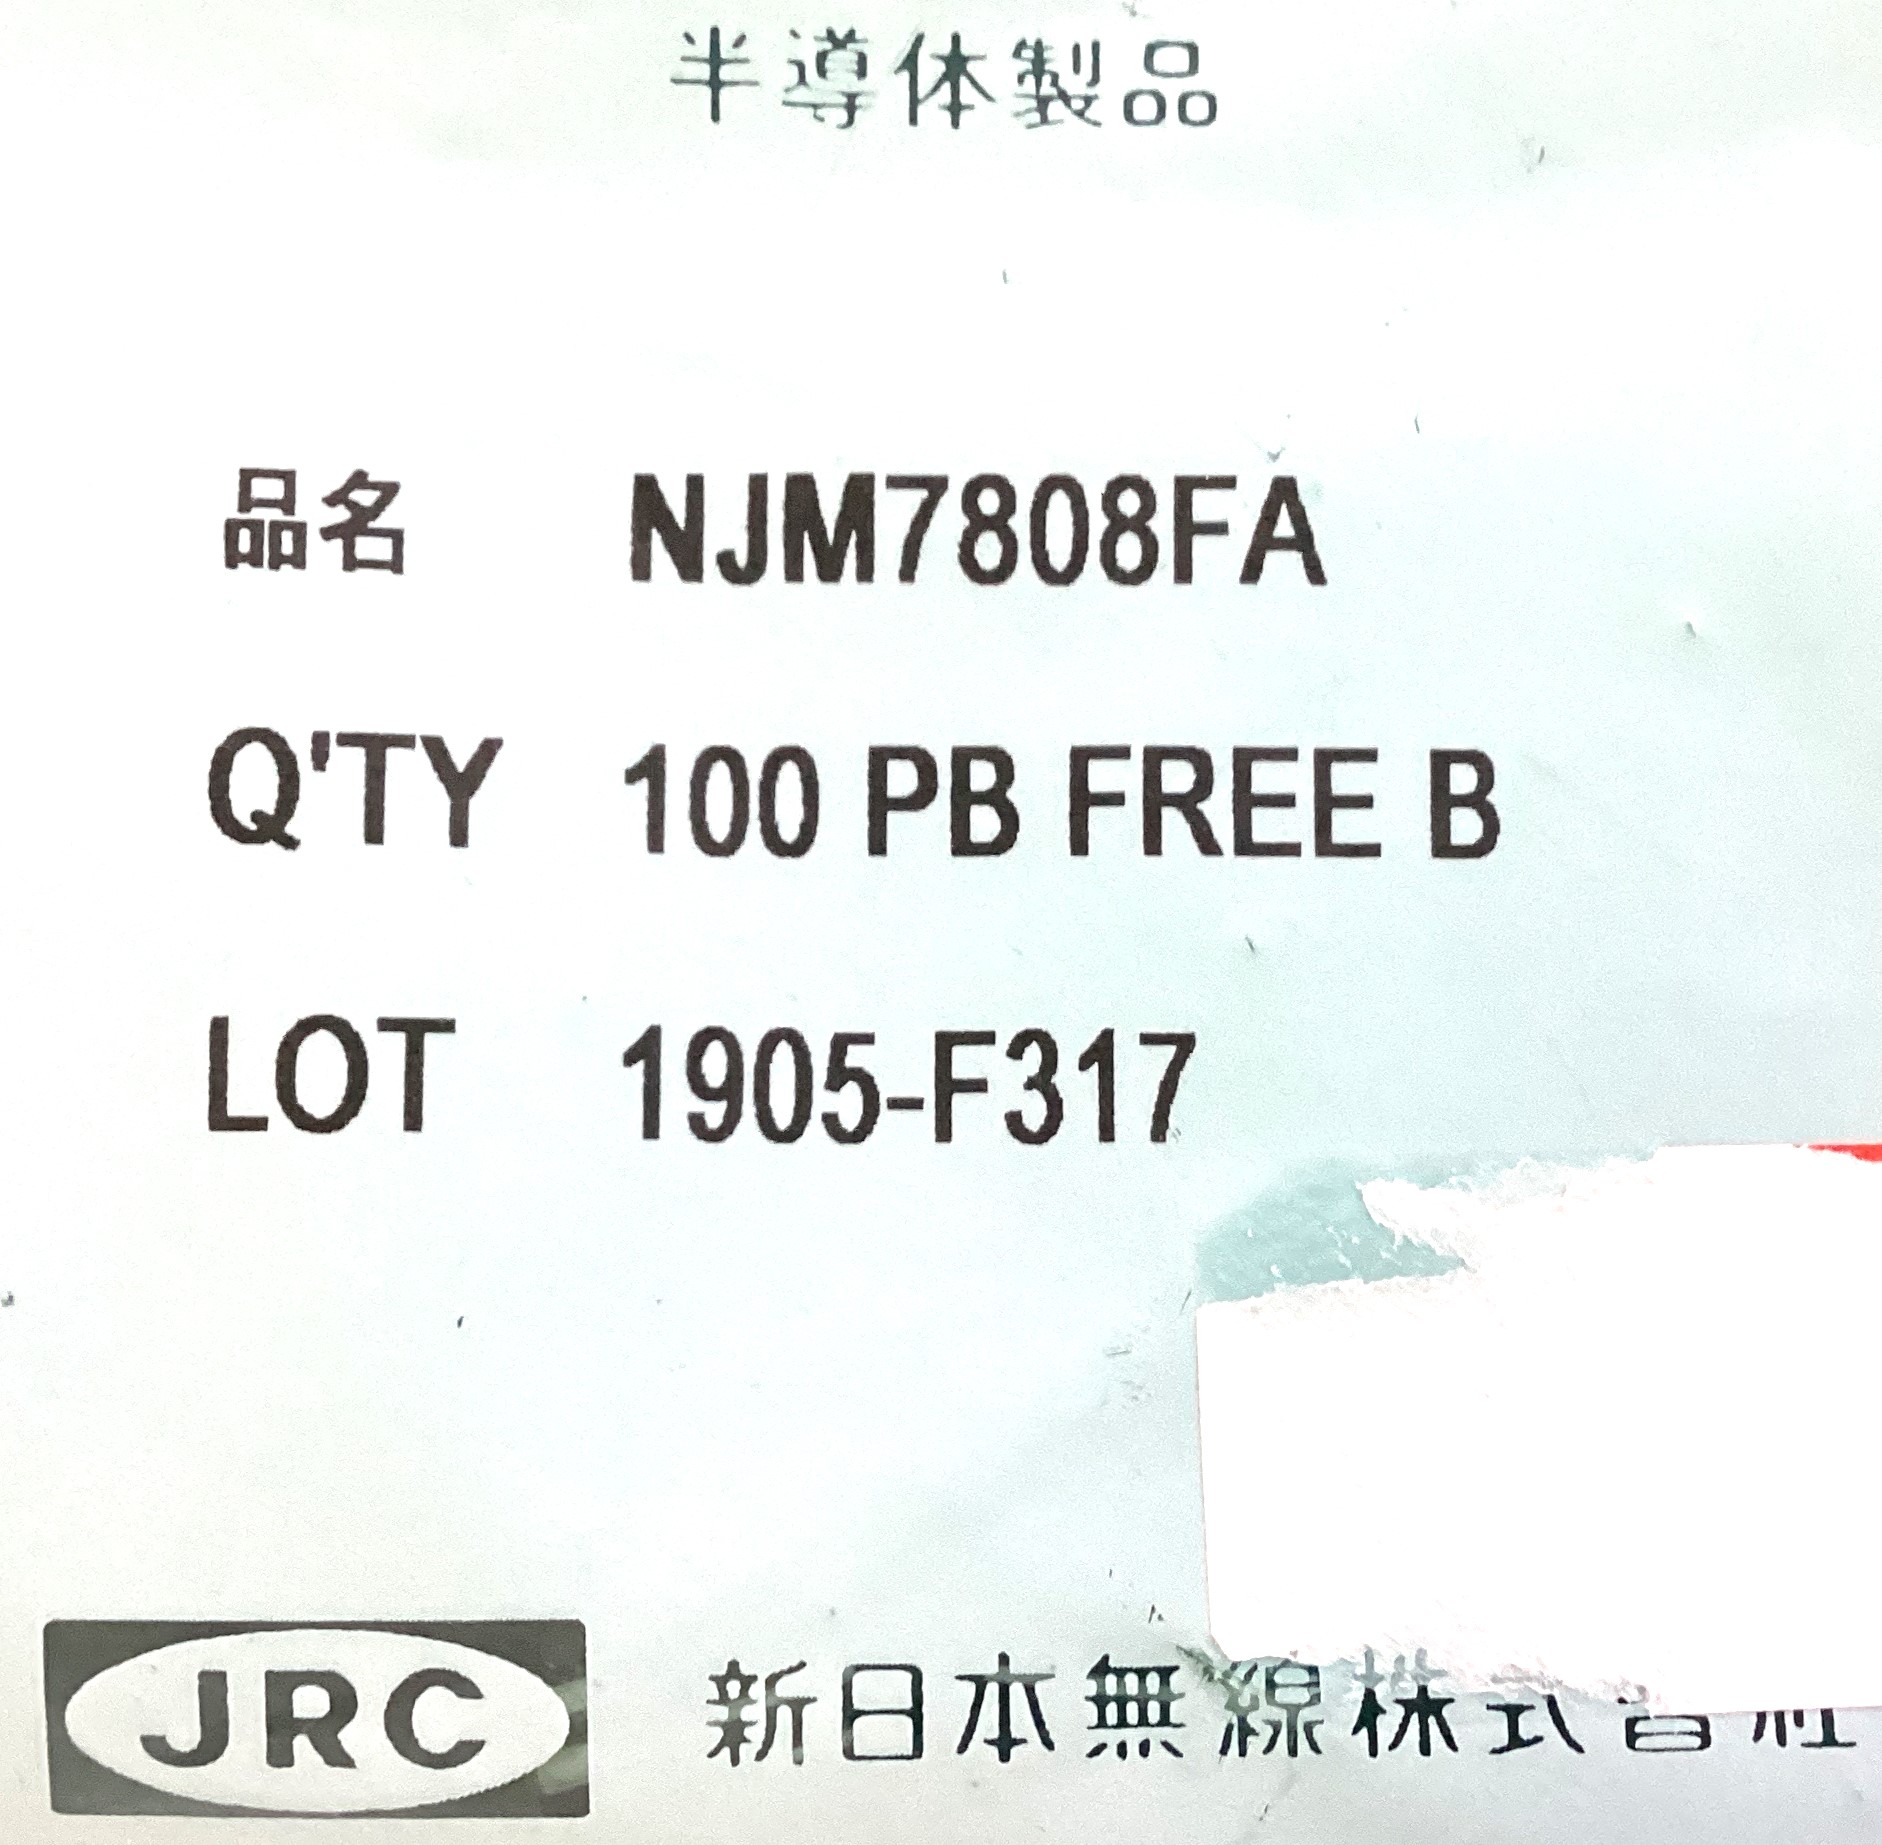 半導体製品
品名 NJM7808FA
Q'TY 100 PB FREE B
LOT 1905-F317
JRC 新日本無線株式会社